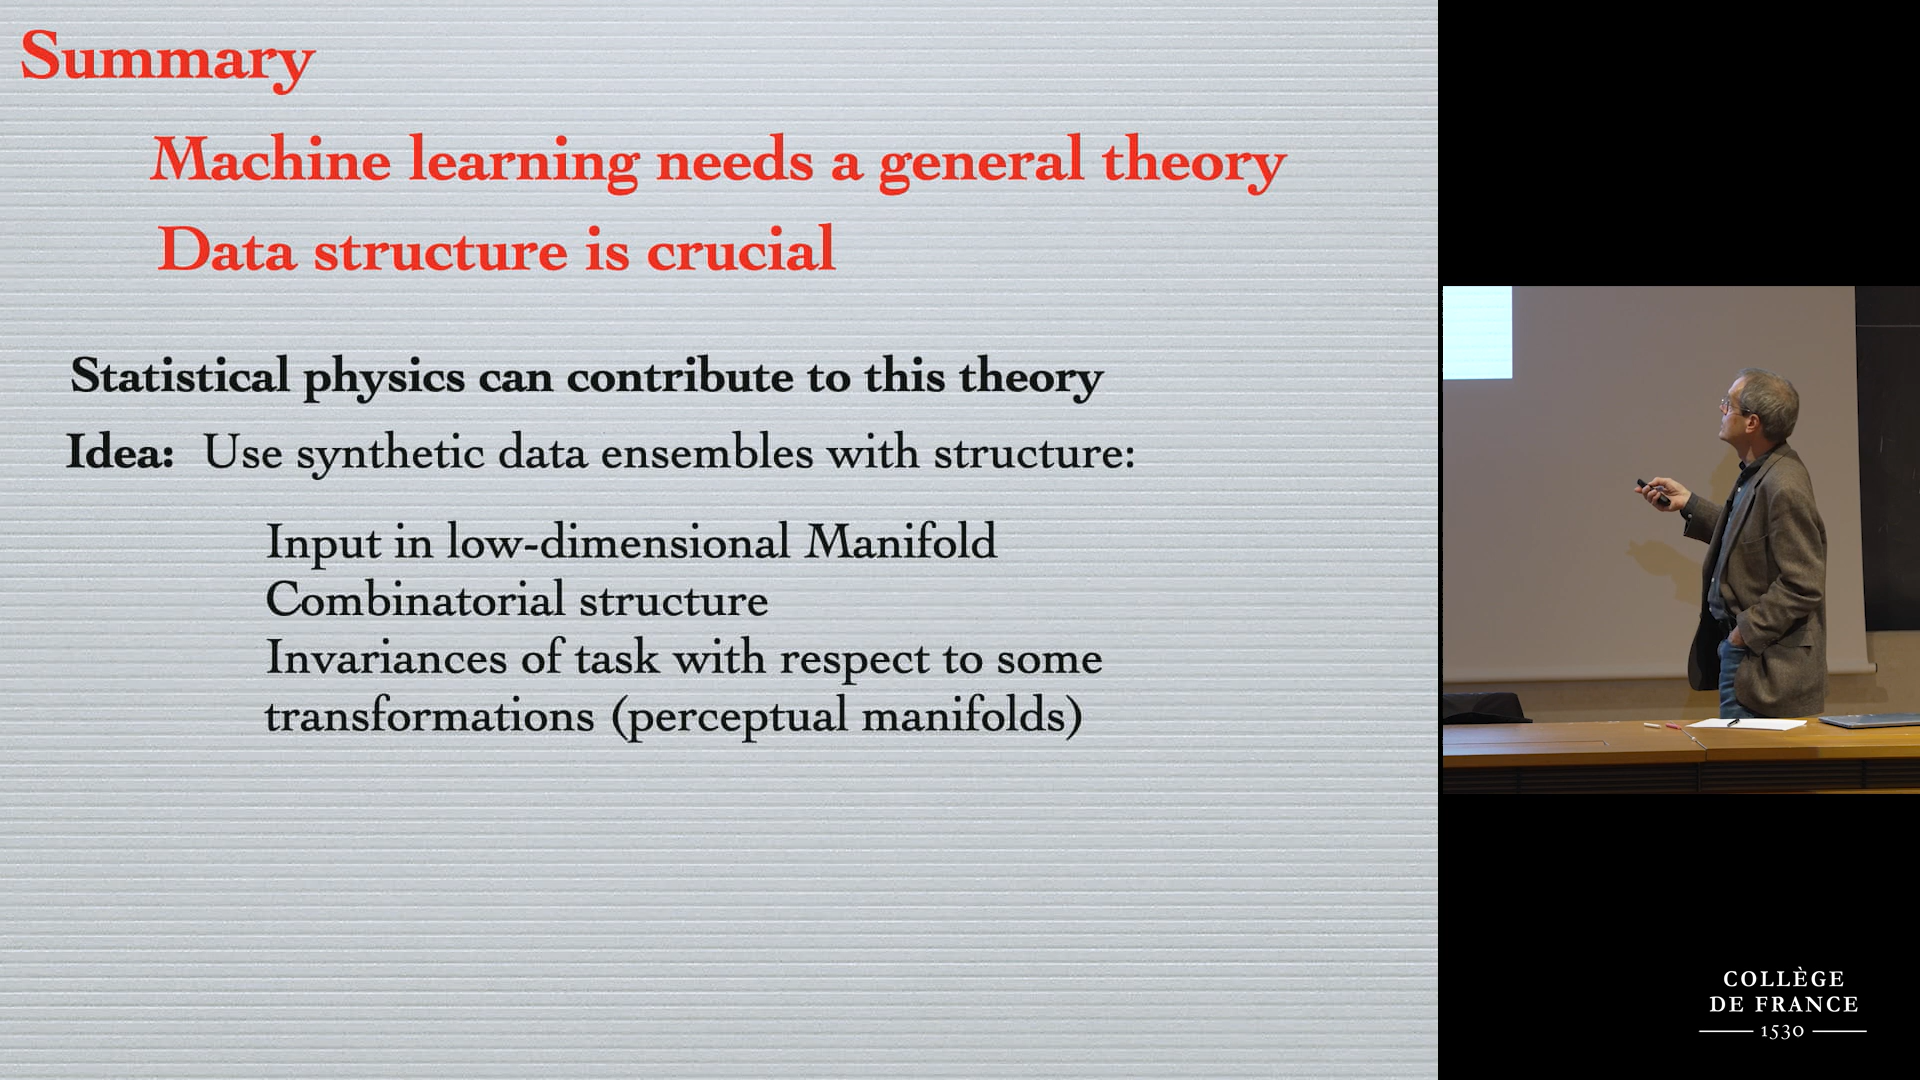 Summary
Machine learning needs a general theory
Data structure is crucial
Statistical physics can contribute to this theory
Idea: Use synthetic data ensembles with structure:
Input in low-dimensional Manifold
Combinatorial structure
Invariances of task with respect to some
transformations (perceptual manifolds)
COLLÈGE
DE FRANCE
1530